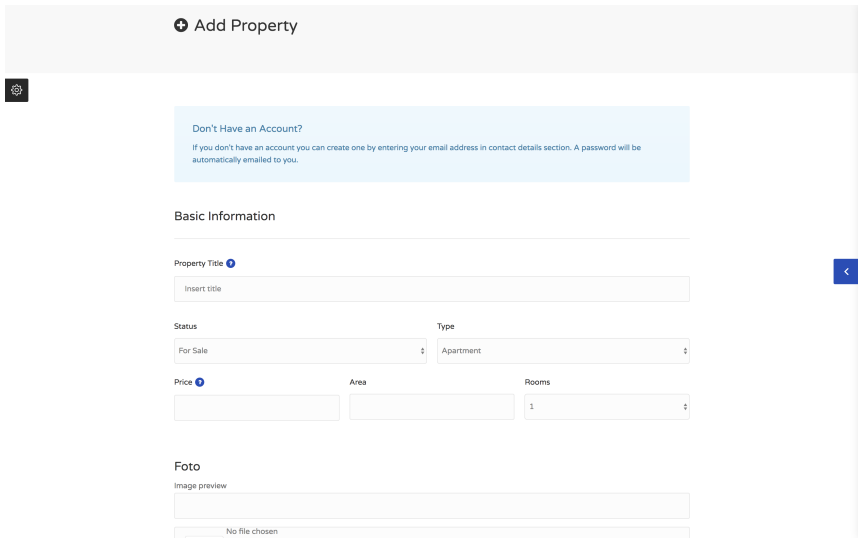 Add Property
Don't Have an Account?
If you don't have an account you can create one by entering your email address in contact details section. A password will be
automatically emailed to you.
Basic Information
Property Title ?
Insert title
Status
Type
For Sale
Apartment
Price ?
Area
Rooms
1
Foto
Image preview
No file chosen